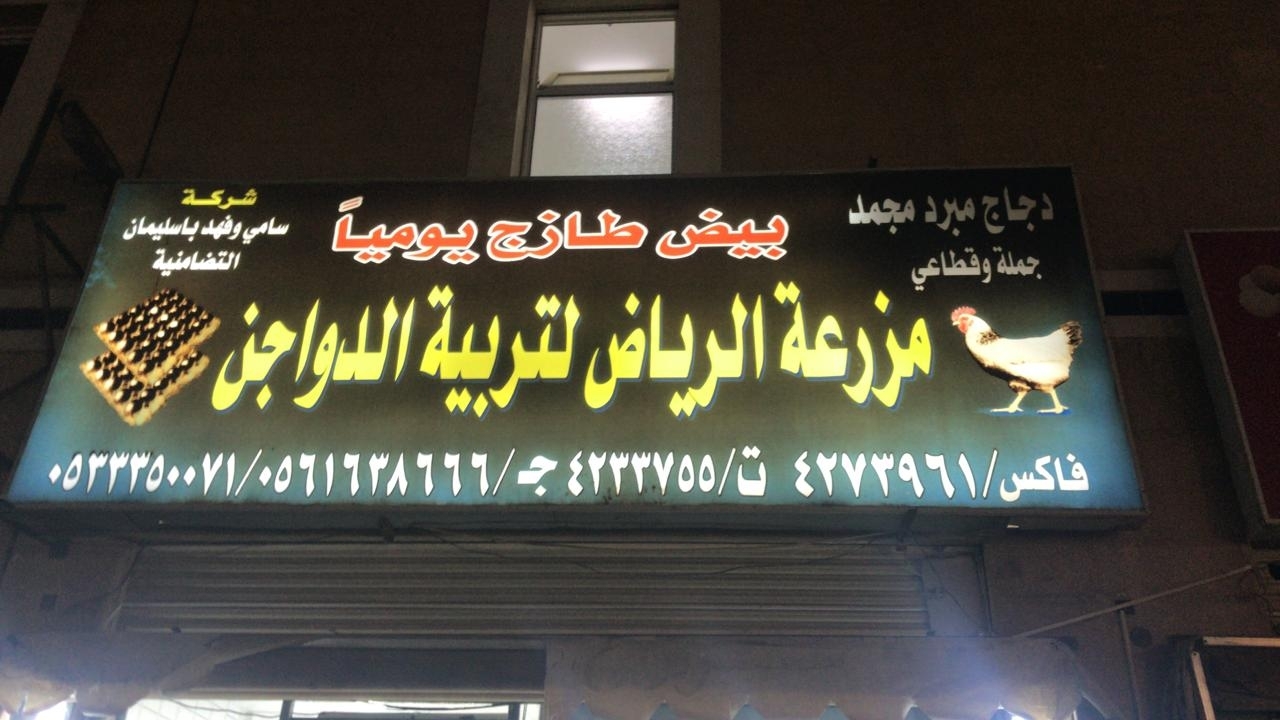 دجاج مبرد مجمد
جملة وقطاعي
بيض طازج يومياً
شركة
سامي وفهد باسليمان
التضامنية
مزرعة الرياض لتربية الدواجن
فاكس/٤٢٧٣٩٦١ ت/٤٢٣٣٧٥٥ جـ/٠٥٦١٦٣٨٦٦٦/٠٥٣٣٣٥٠٠٧١